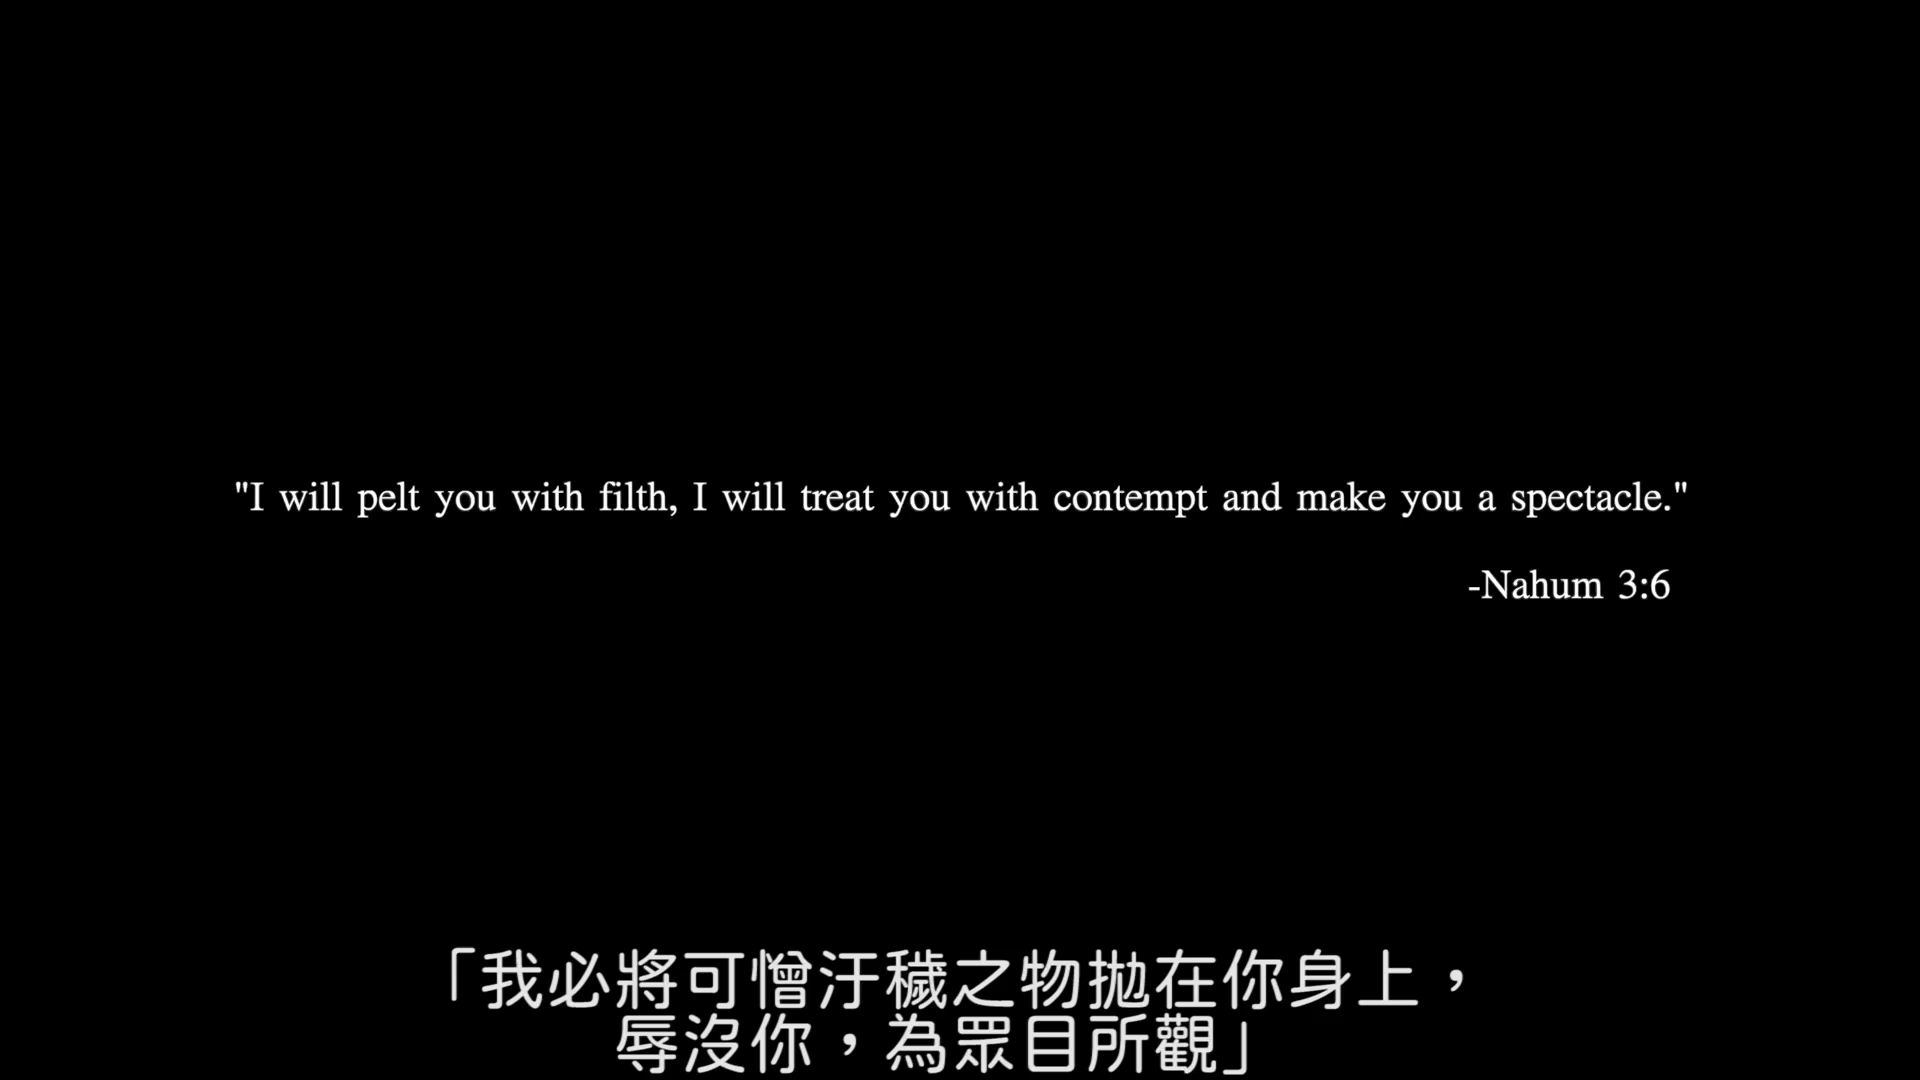 "I will pelt you with filth, I will treat you with contempt and make you a spectacle."
-Nahum 3:6
「我必將可憎汙穢之物拋在你身上，
辱沒你，為眾目所觀」